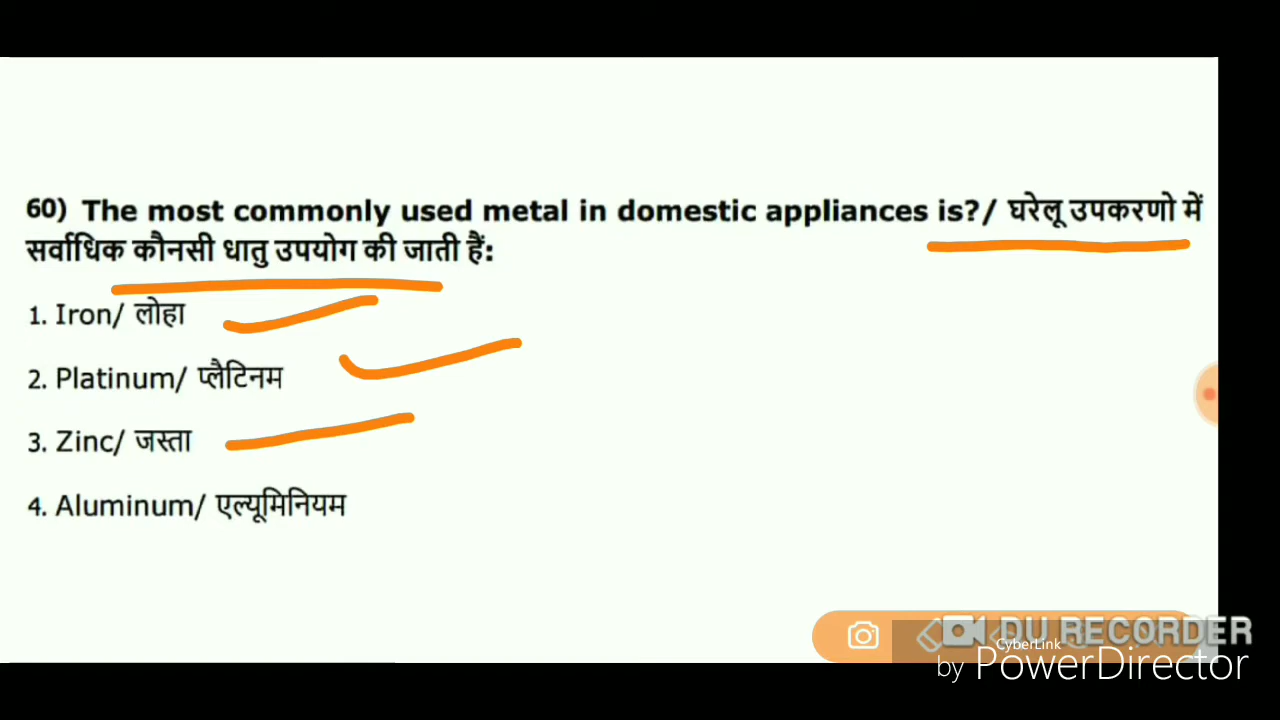 60) The most commonly used metal in domestic appliances is?/ घरेलू उपकरणो में
सर्वाधिक कौनसी धातु उपयोग की जाती हैं:
1. Iron/ लोहा
2. Platinum/ प्लैटिनम
3. Zinc/ जस्ता
4. Aluminum/ एल्यूमिनियम
DU RECORDER
CyberLink
by PowerDirector